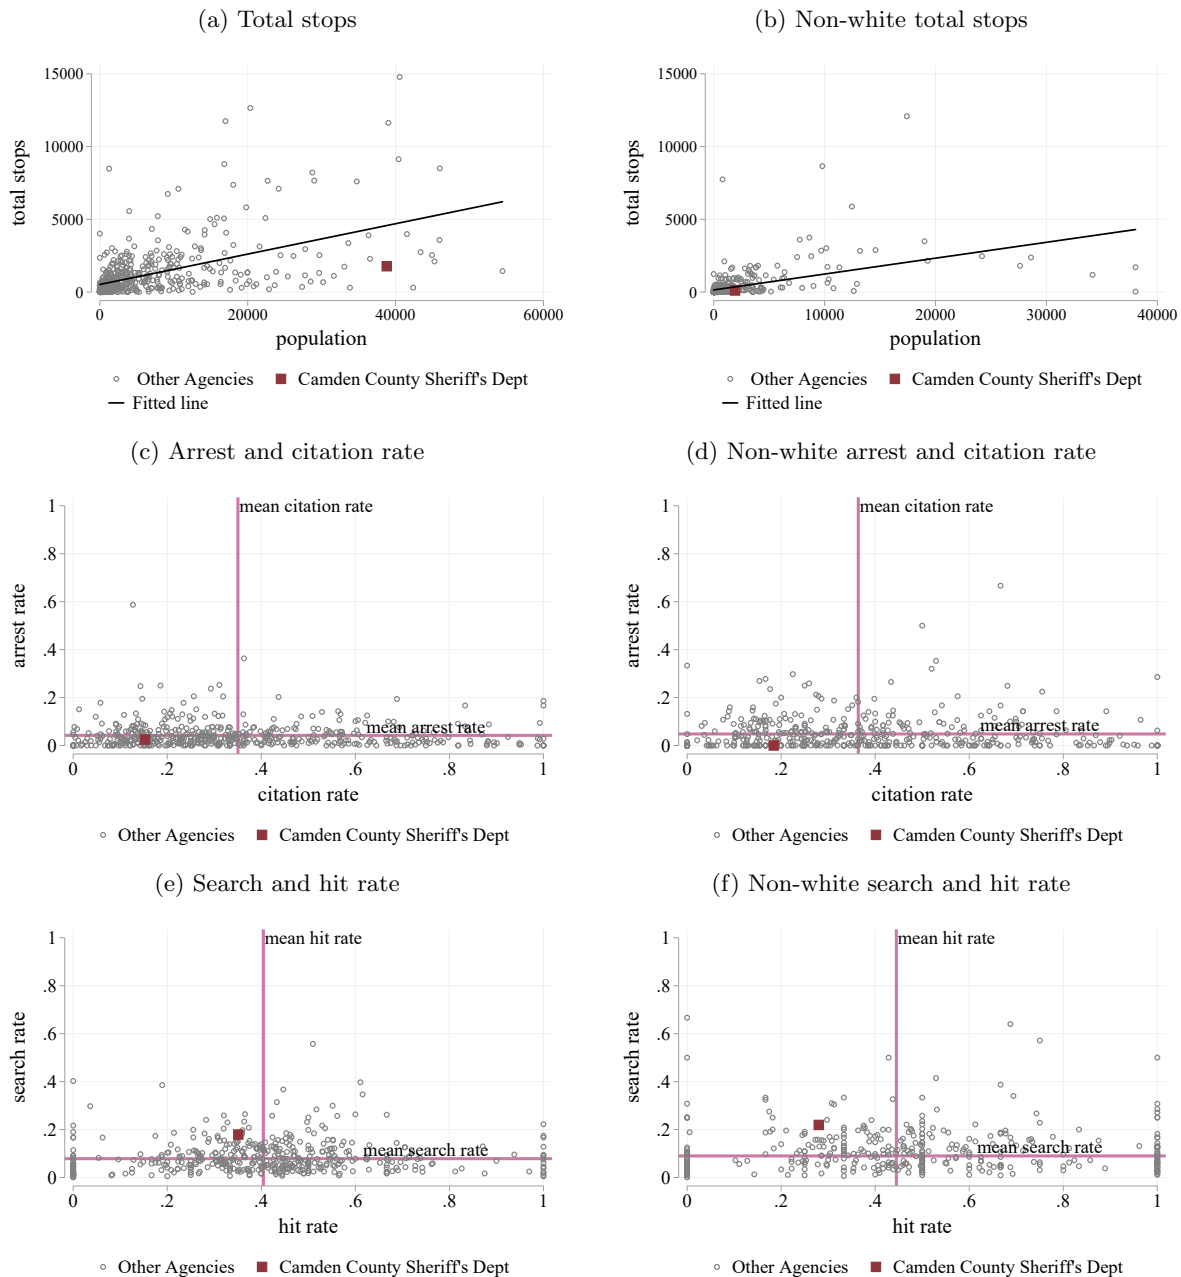 (a) Total stops
15000
10000
5000
0
total stops
0 20000 40000 60000
population
Other Agencies Camden County Sheriff's Dept
Fitted line
(b) Non-white total stops
15000
10000
5000
0
total stops
0 10000 20000 30000 40000
population
Other Agencies Camden County Sheriff's Dept
Fitted line
(c) Arrest and citation rate
1
.8
.6
.4
.2
0
arrest rate
mean citation rate
mean arrest rate
0 .2 .4 .6 .8 1
citation rate
Other Agencies Camden County Sheriff's Dept
(d) Non-white arrest and citation rate
1
.8
.6
.4
.2
0
arrest rate
mean citation rate
mean arrest rate
0 .2 .4 .6 .8 1
citation rate
Other Agencies Camden County Sheriff's Dept
(e) Search and hit rate
1
.8
.6
.4
.2
0
search rate
mean hit rate
mean search rate
0 .2 .4 .6 .8 1
hit rate
Other Agencies Camden County Sheriff's Dept
(f) Non-white search and hit rate
1
.8
.6
.4
.2
0
search rate
mean hit rate
mean search rate
0 .2 .4 .6 .8 1
hit rate
Other Agencies Camden County Sheriff's Dept